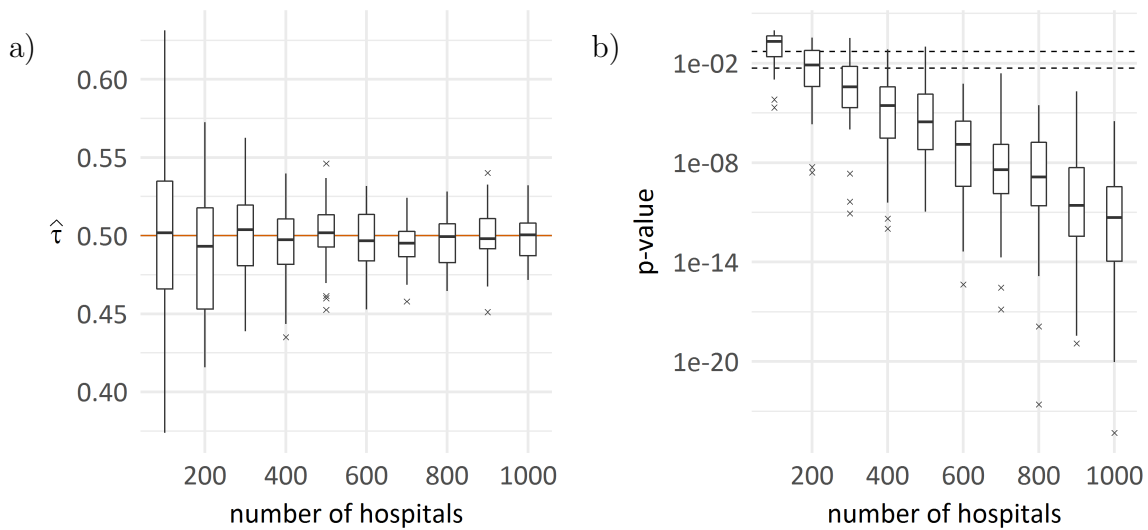 a)
0.60
0.55
0.50
0.45
0.40
τ̂
200 400 600 800 1000
number of hospitals
b)
1e-02
1e-08
1e-14
1e-20
p-value
200 400 600 800 1000
number of hospitals